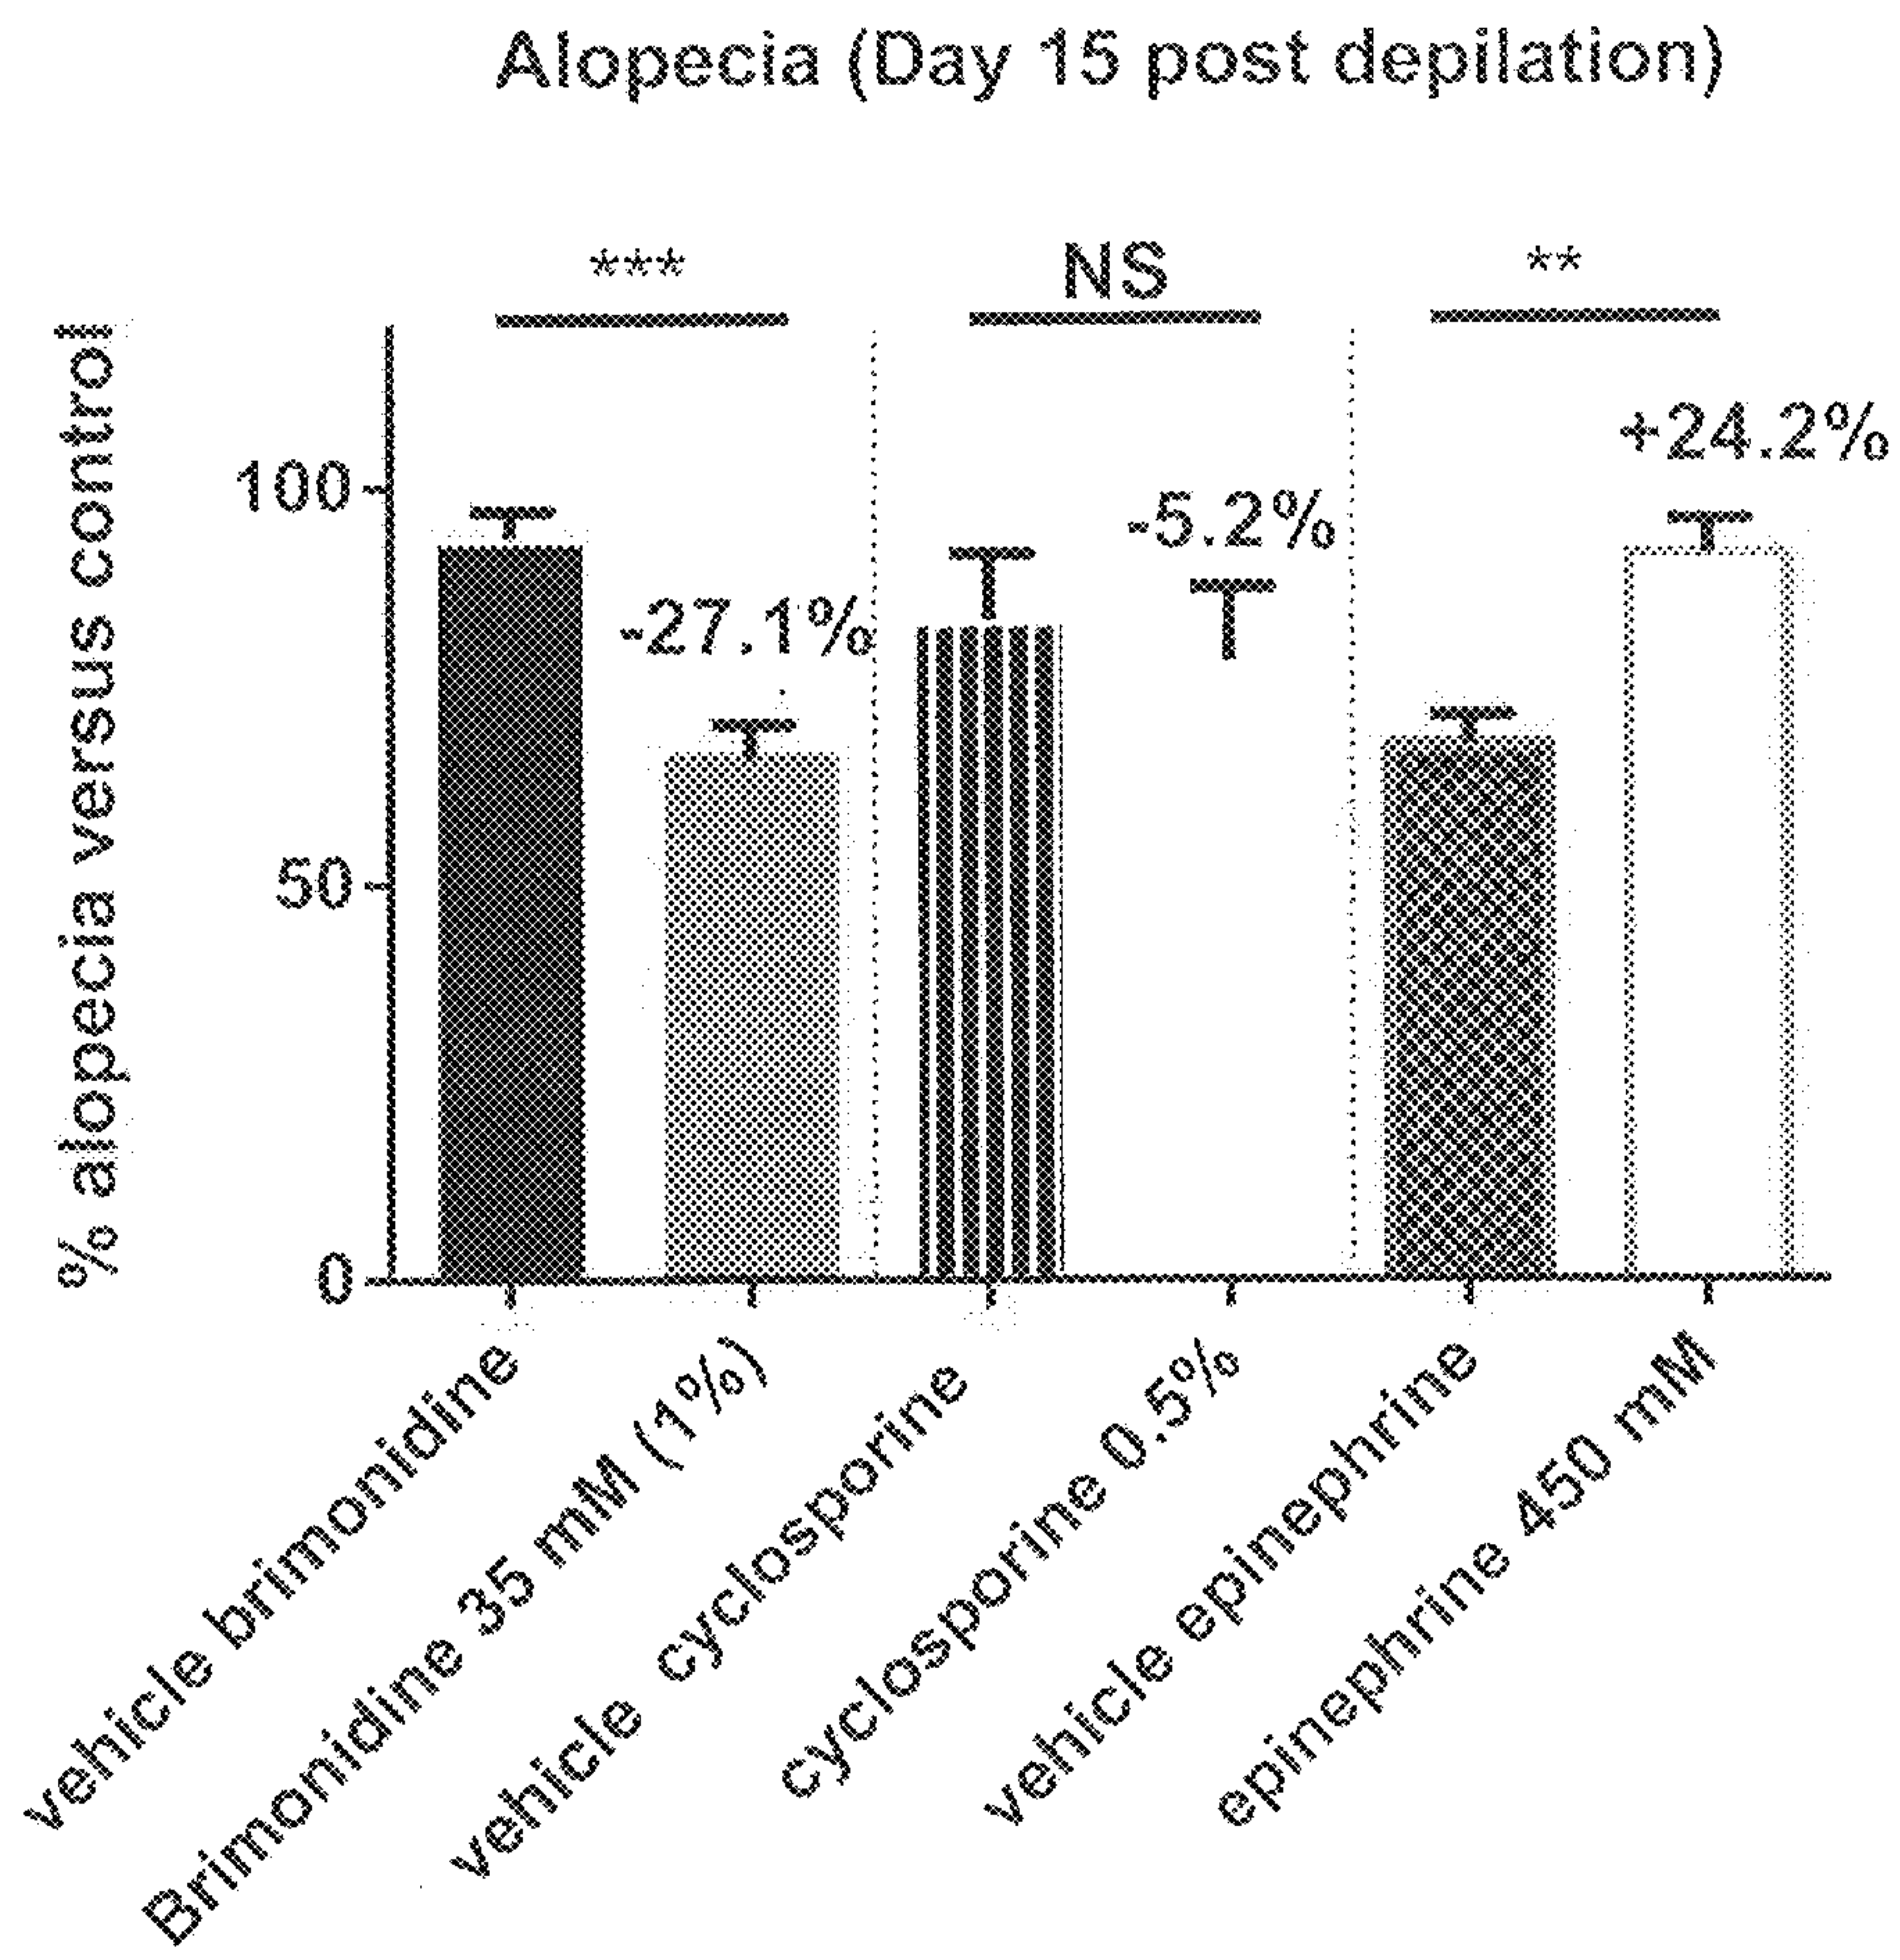 Alopecia (Day 15 post depilation)
***
NS
**
% alopecia versus control
100
50
0
-27.1%
-5.2%
+24.2%
vehicle brimonidine
Brimonidine 35 mM (1%)
vehicle cyclosporine
cyclosporine 0.5%
vehicle epinephrine
epinephrine 450 mM